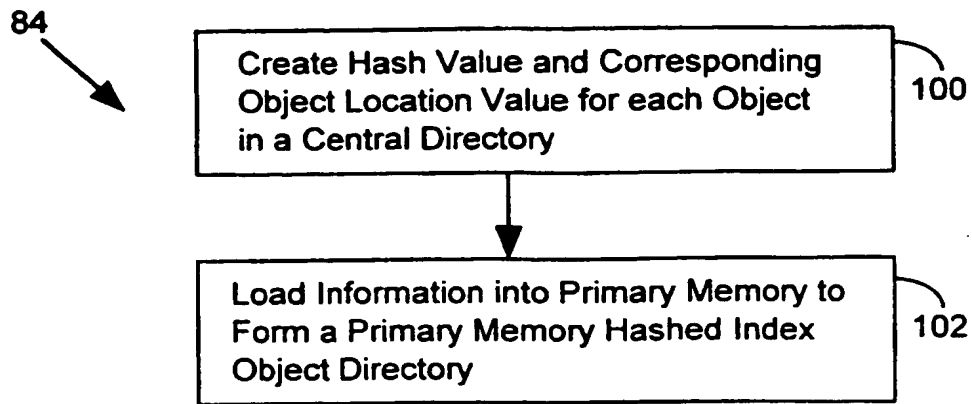 84
Create Hash Value and Corresponding
Object Location Value for each Object
in a Central Directory
100
Load Information into Primary Memory to
Form a Primary Memory Hashed Index
Object Directory
102